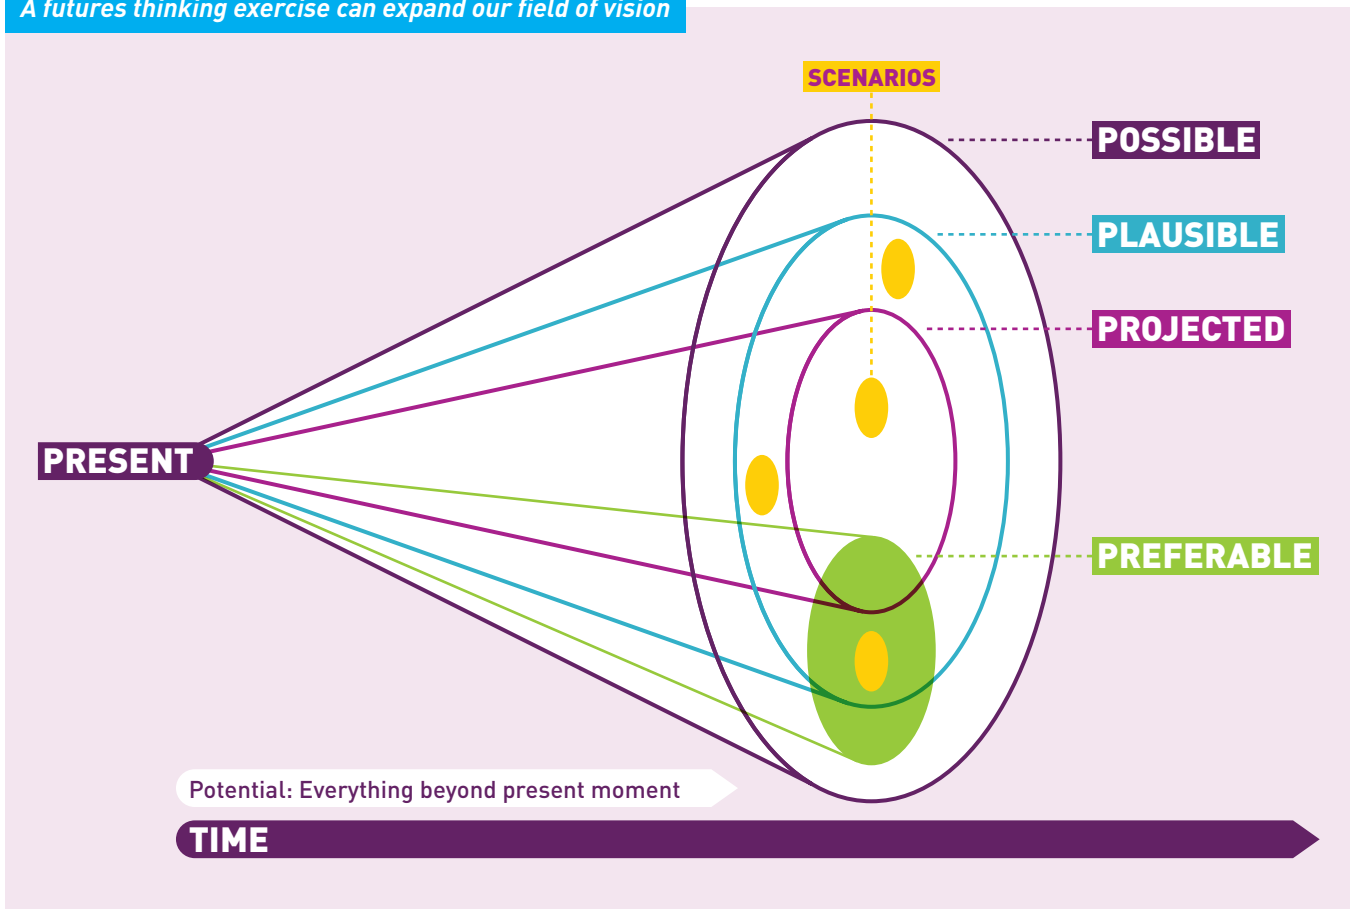 A futures thinking exercise can expand our field of vision
SCENARIOS
POSSIBLE
PLAUSIBLE
PROJECTED
PRESENT
PREFERABLE
Potential: Everything beyond present moment
TIME